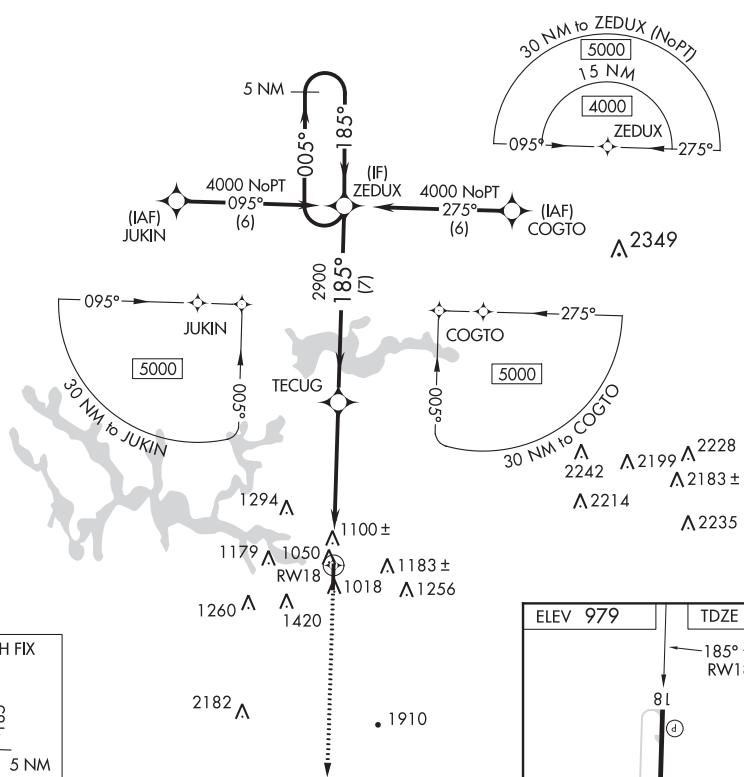 30 NM to ZEDUX (NoPT)
5000
15 NM
4000
ZEDUX
095°
275°
5 NM
005°
185°
(IF)
ZEDUX
4000 NoPT
095°
(6)
(IAF)
JUKIN
4000 NoPT
275°
(6)
(IAF)
COGTO
2349
2900
185°
(7)
095°
JUKIN
5000
005°
30 NM to JUKIN
275°
COGTO
5000
005°
30 NM to COGTO
TECUG
2242
2199
2228
2183 ±
2214
2235
1294
1100 ±
1179
1050
RW18
1183 ±
1018
1256
1260
1420
2182
1910
H FIX
5 NM
ELEV 979
TDZE
185°
RW18
18
P